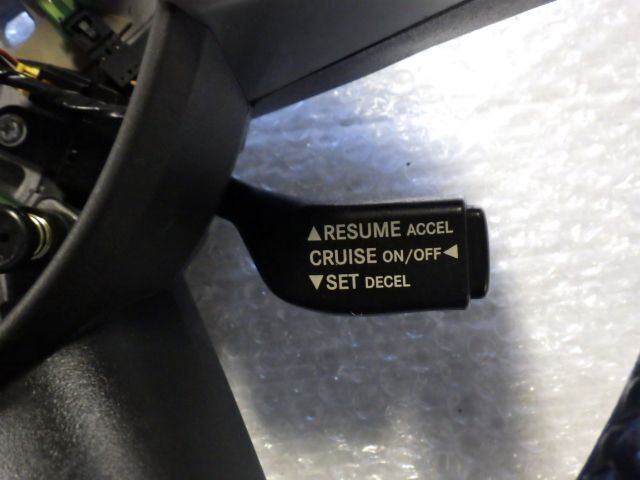 ▲RESUME ACCEL
CRUISE ON/OFF◀
▼SET DECEL